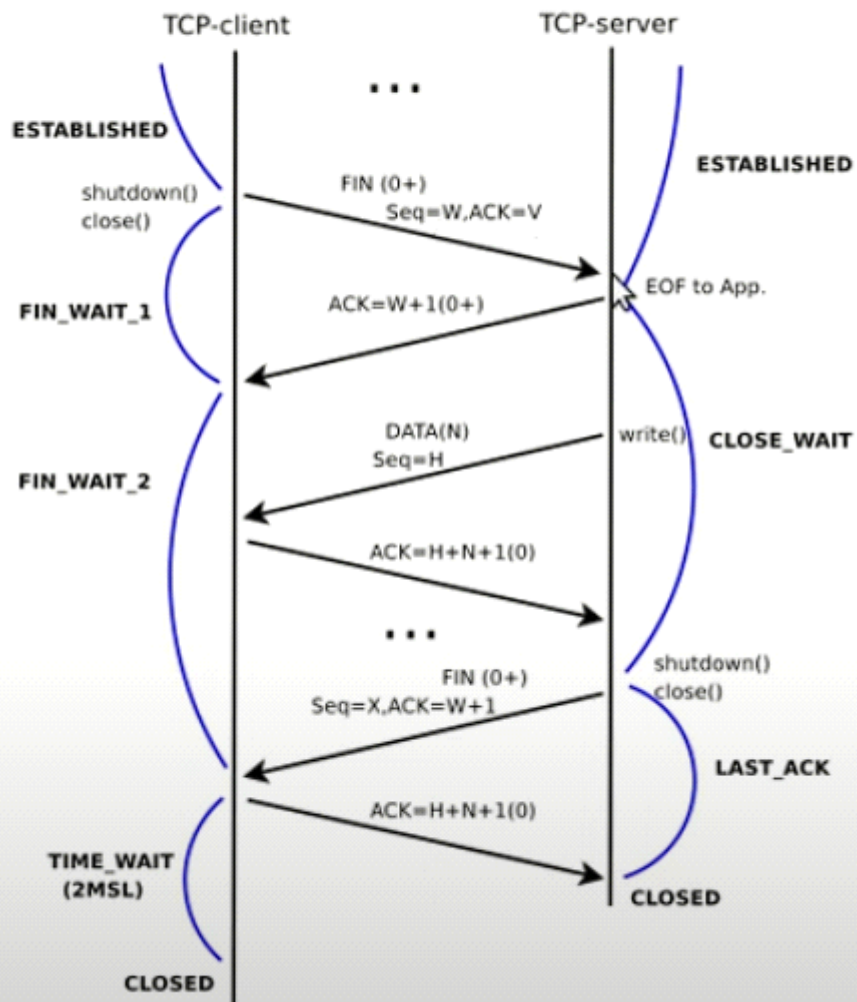 TCP-client
TCP-server
...
ESTABLISHED
ESTABLISHED
shutdown()
close()
FIN (0+)
Seq=W,ACK=V
EOF to App.
FIN_WAIT_1
ACK=W+1(0+)
DATA(N)
Seq=H
write()
CLOSE_WAIT
FIN_WAIT_2
ACK=H+N+1(0)
...
shutdown()
close()
FIN (0+)
Seq=X,ACK=W+1
LAST_ACK
ACK=H+N+1(0)
TIME_WAIT
(2MSL)
CLOSED
CLOSED